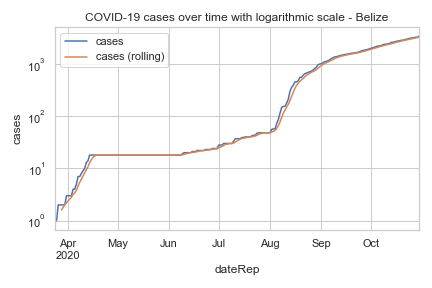 COVID-19 cases over time with logarithmic scale - Belize
cases
cases (rolling)
10³
10²
10¹
10⁰
cases
Apr May Jun Jul Aug Sep Oct
2020
dateRep